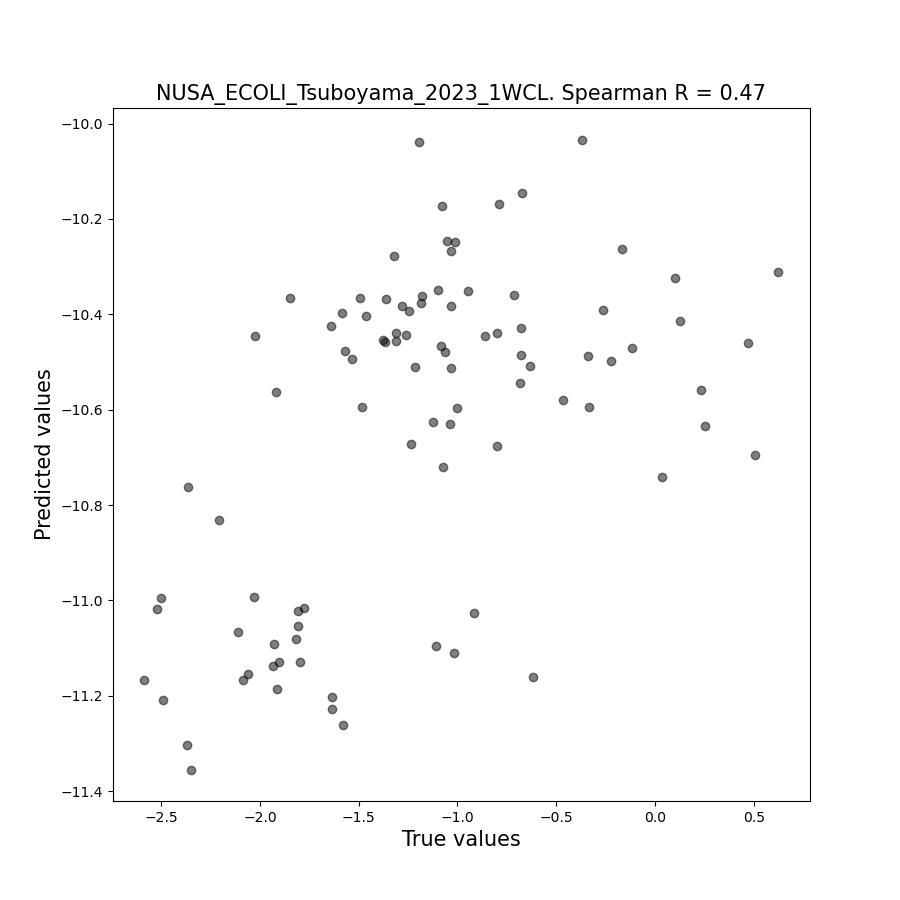 NUSA_ECOLI_Tsuboyama_2023_1WCL. Spearman R = 0.47
−10.0
−10.2
−10.4
−10.6
−10.8
−11.0
−11.2
−11.4
Predicted values
−2.5 −2.0 −1.5 −1.0 −0.5 0.0 0.5
True values